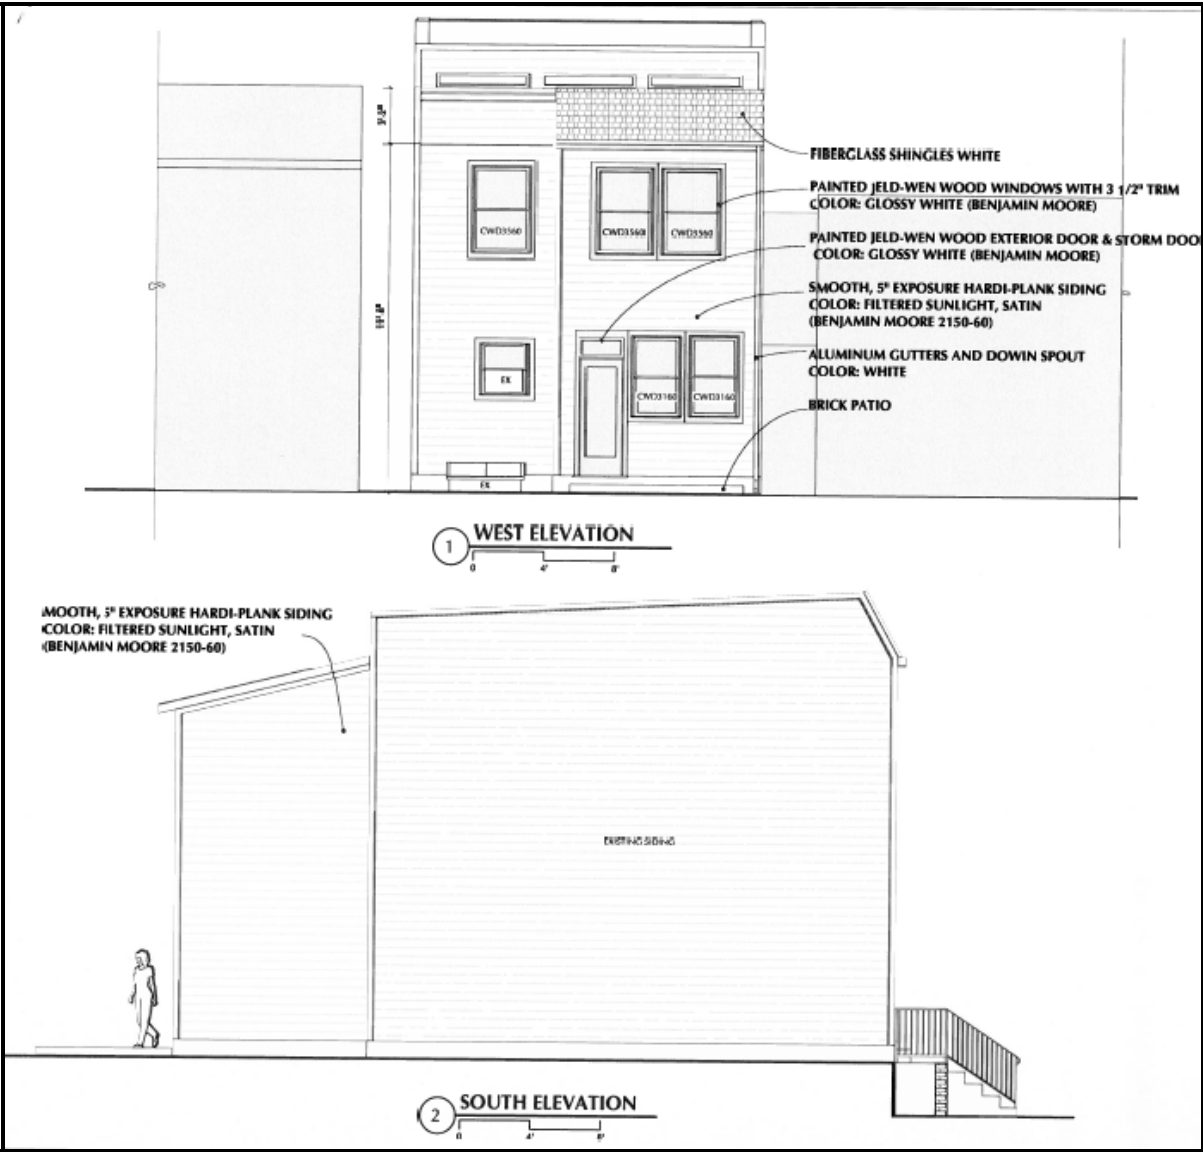 FIBERGLASS SHINGLES WHITE
PAINTED JELD-WEN WOOD WINDOWS WITH 3 1/2" TRIM
COLOR: GLOSSY WHITE (BENJAMIN MOORE)
CWD3560
CWD3560
CWD3560
PAINTED JELD-WEN WOOD EXTERIOR DOOR & STORM DOO
COLOR: GLOSSY WHITE (BENJAMIN MOORE)
SMOOTH, 5" EXPOSURE HARDI-PLANK SIDING
COLOR: FILTERED SUNLIGHT, SATIN
(BENJAMIN MOORE 2150-60)
ALUMINUM GUTTERS AND DOWIN SPOUT
COLOR: WHITE
EX
CWD3160
CWD3160
BRICK PATIO
EX
1
WEST ELEVATION
0 4' 8'
MOOTH, 5" EXPOSURE HARDI-PLANK SIDING
COLOR: FILTERED SUNLIGHT, SATIN
(BENJAMIN MOORE 2150-60)
EXISTING SIDING
2
SOUTH ELEVATION
0 4' 8'